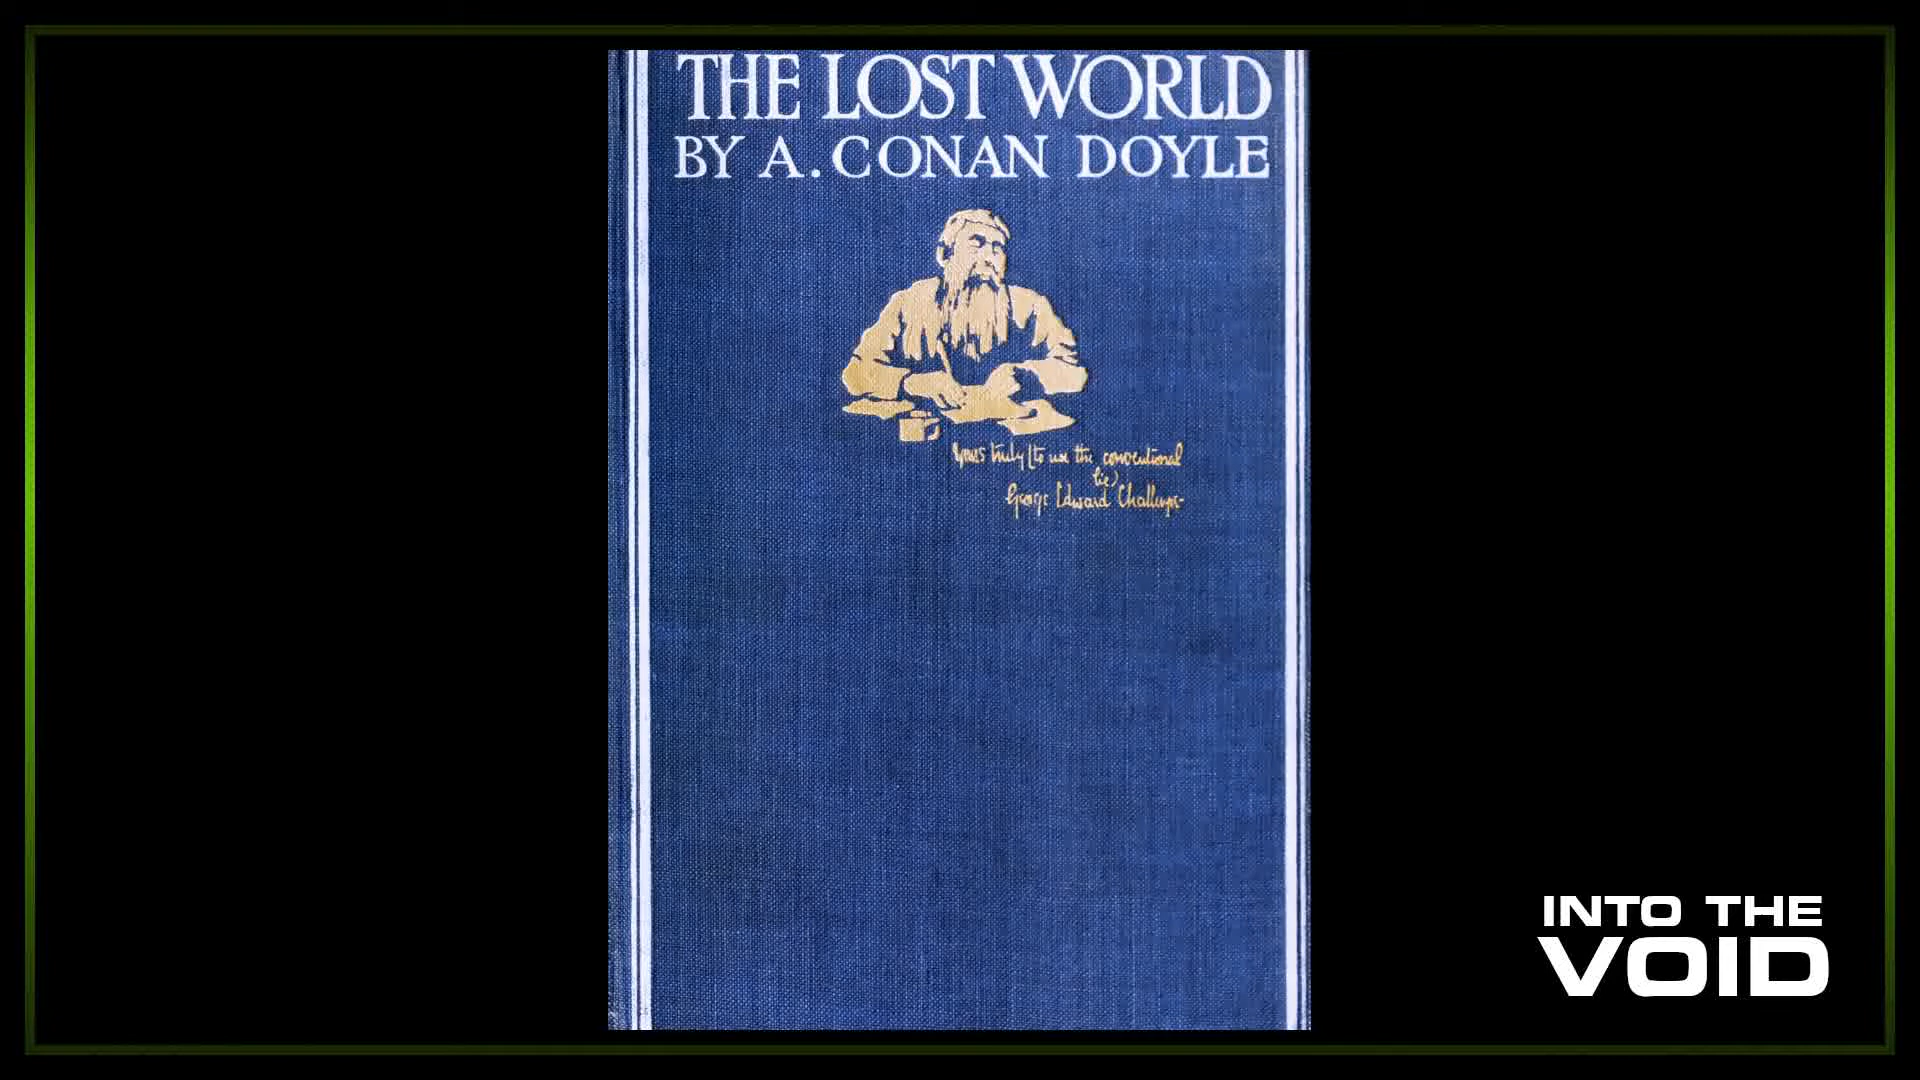 THE LOST WORLD
BY A. CONAN DOYLE
Yours truly (to use the conventional
lie)
George Edward Challenger
INTO THE
VOID